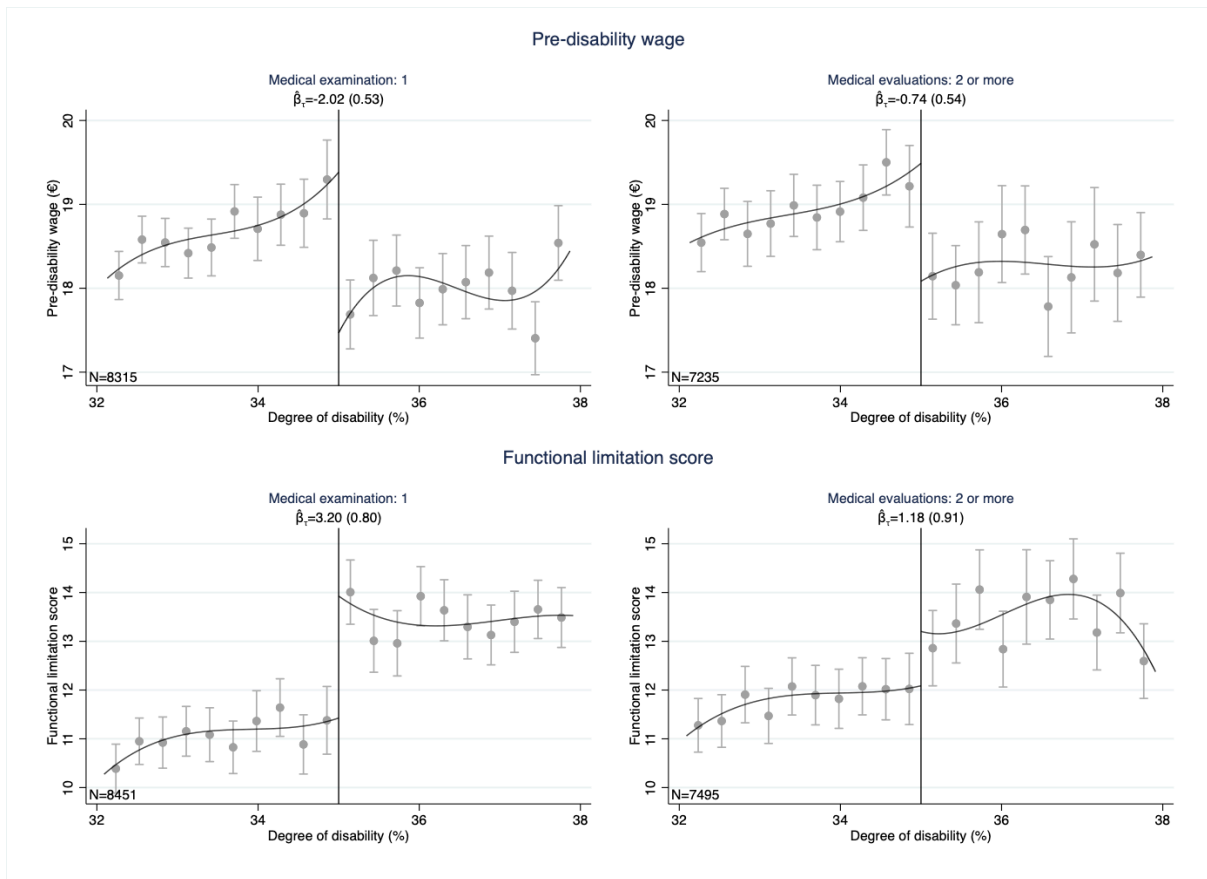 Pre-disability wage
Medical examination: 1
β̂τ=-2.02 (0.53)
Pre-disability wage (€)
20
19
18
17
N=8315
32
34
36
38
Degree of disability (%)
Medical evaluations: 2 or more
β̂τ=-0.74 (0.54)
Pre-disability wage (€)
20
19
18
17
N=7235
32
34
36
38
Degree of disability (%)
Functional limitation score
Medical examination: 1
β̂τ=3.20 (0.80)
Functional limitation score
15
14
13
12
11
10
N=8451
32
34
36
38
Degree of disability (%)
Medical evaluations: 2 or more
β̂τ=1.18 (0.91)
Functional limitation score
15
14
13
12
11
10
N=7495
32
34
36
38
Degree of disability (%)